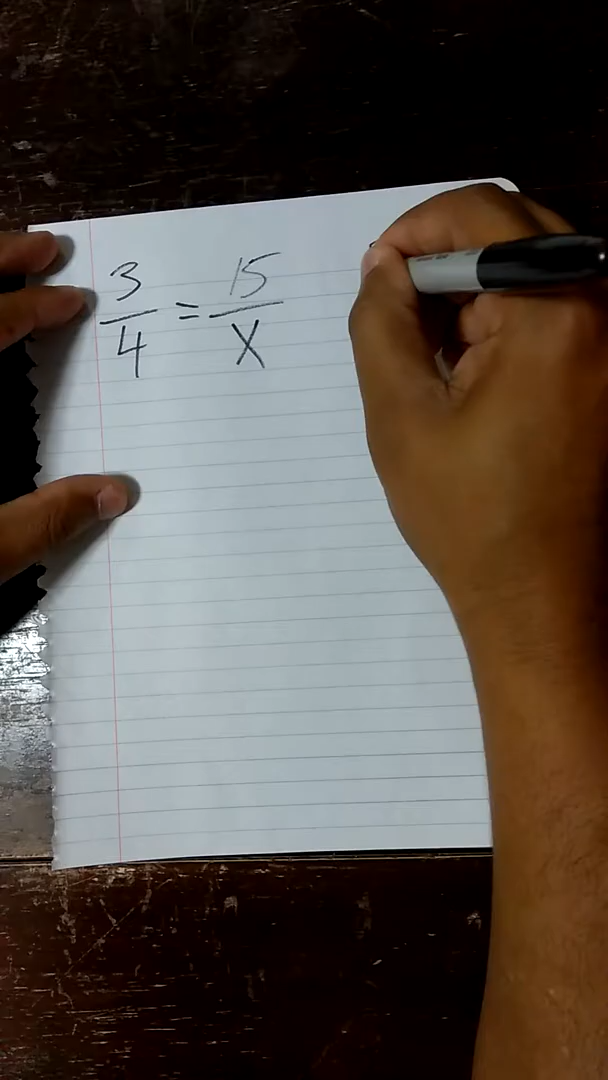 3/4 = 15/X